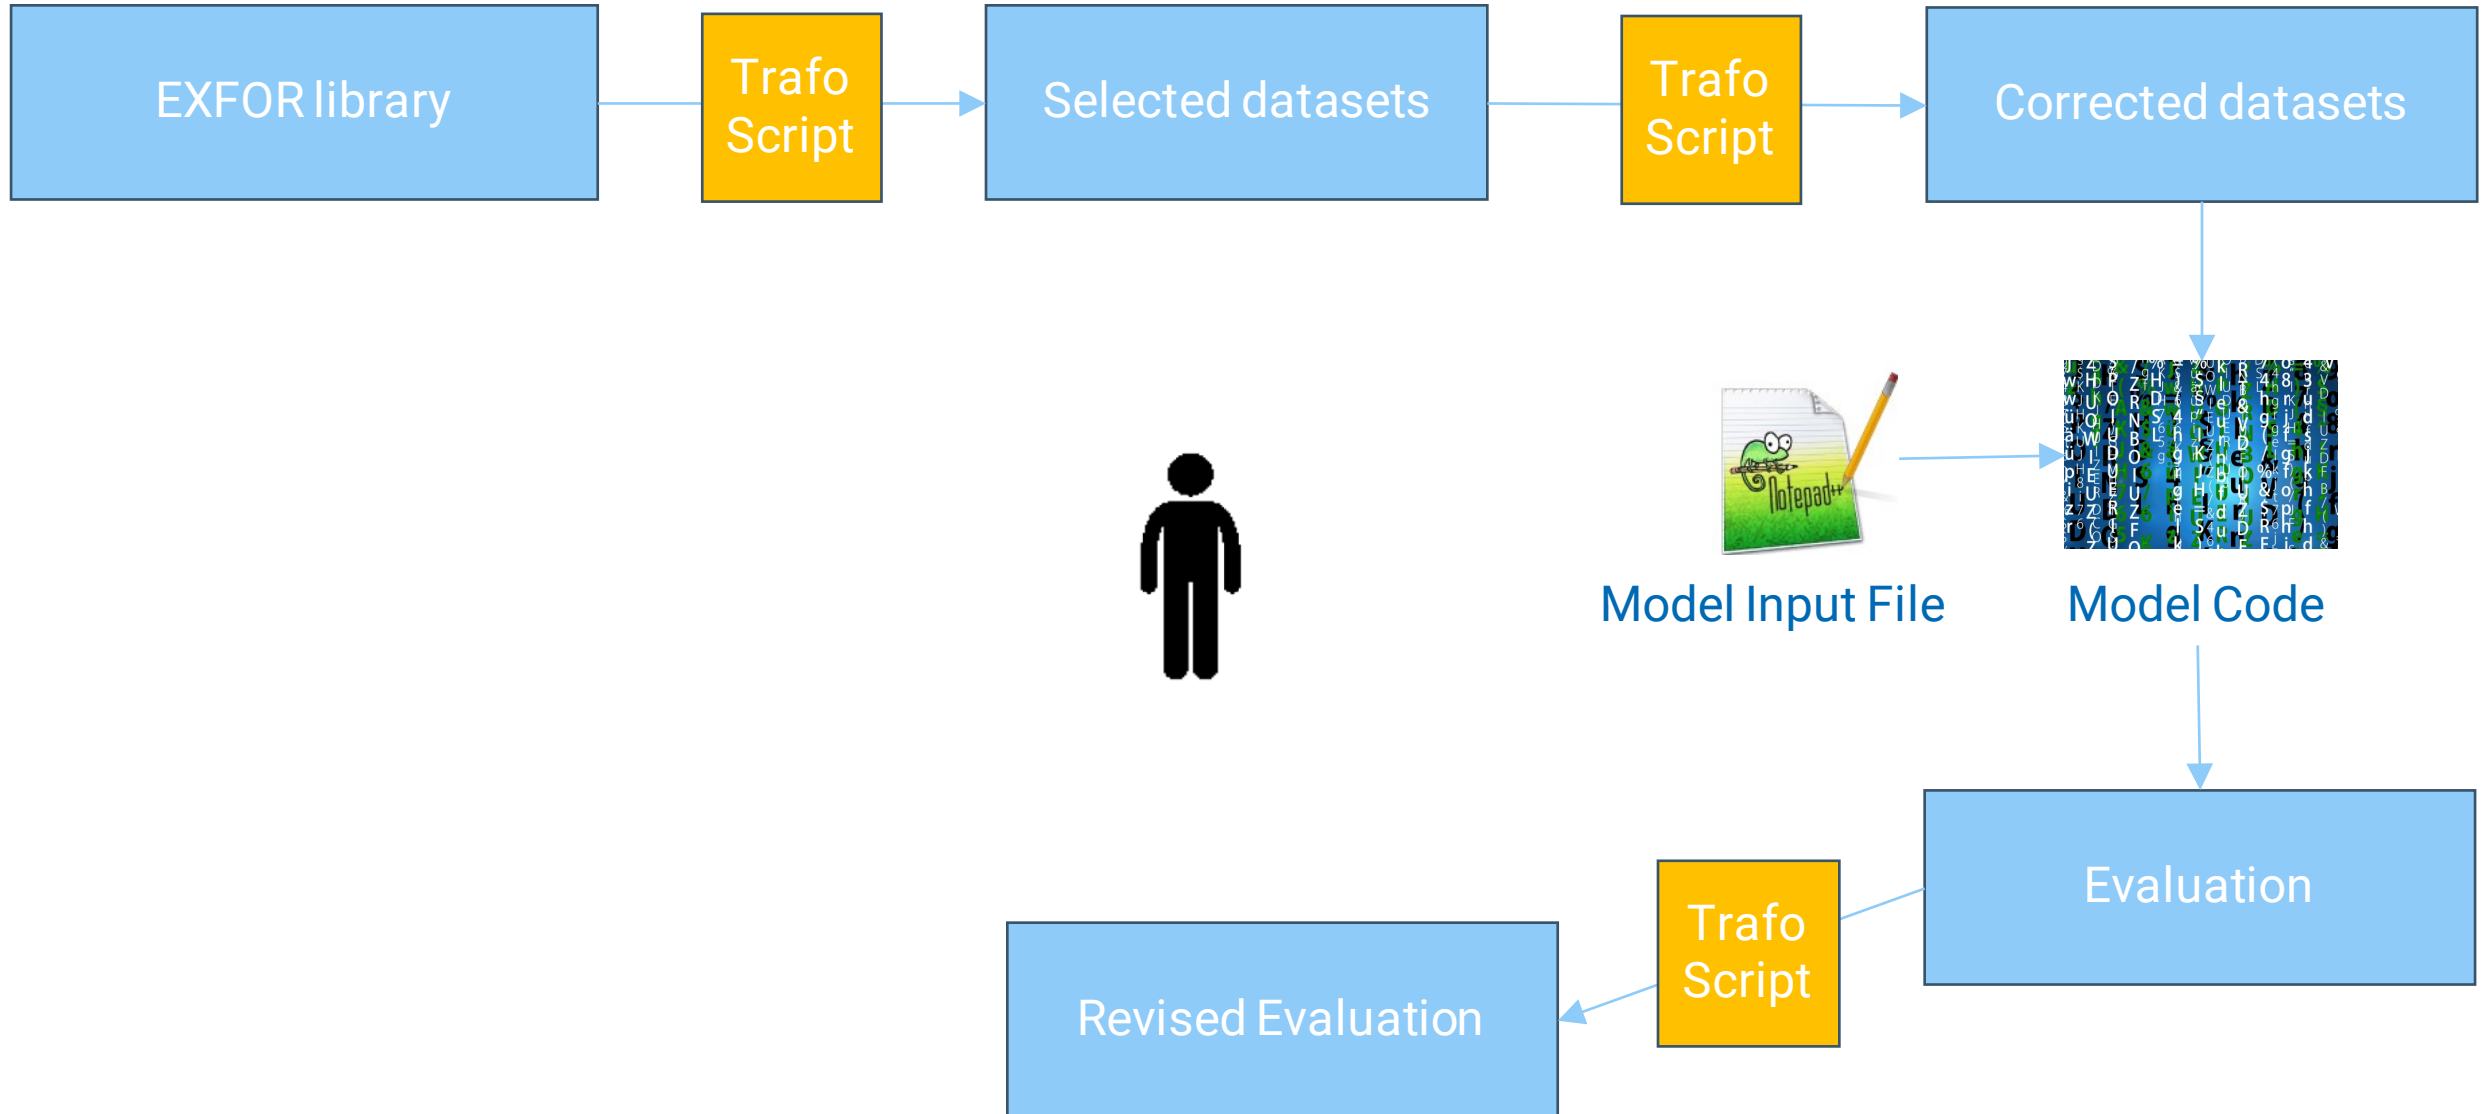 EXFOR library
Trafo
Script
Selected datasets
Trafo
Script
Corrected datasets
Notepad++
Model Input File
Model Code
Evaluation
Trafo
Script
Revised Evaluation